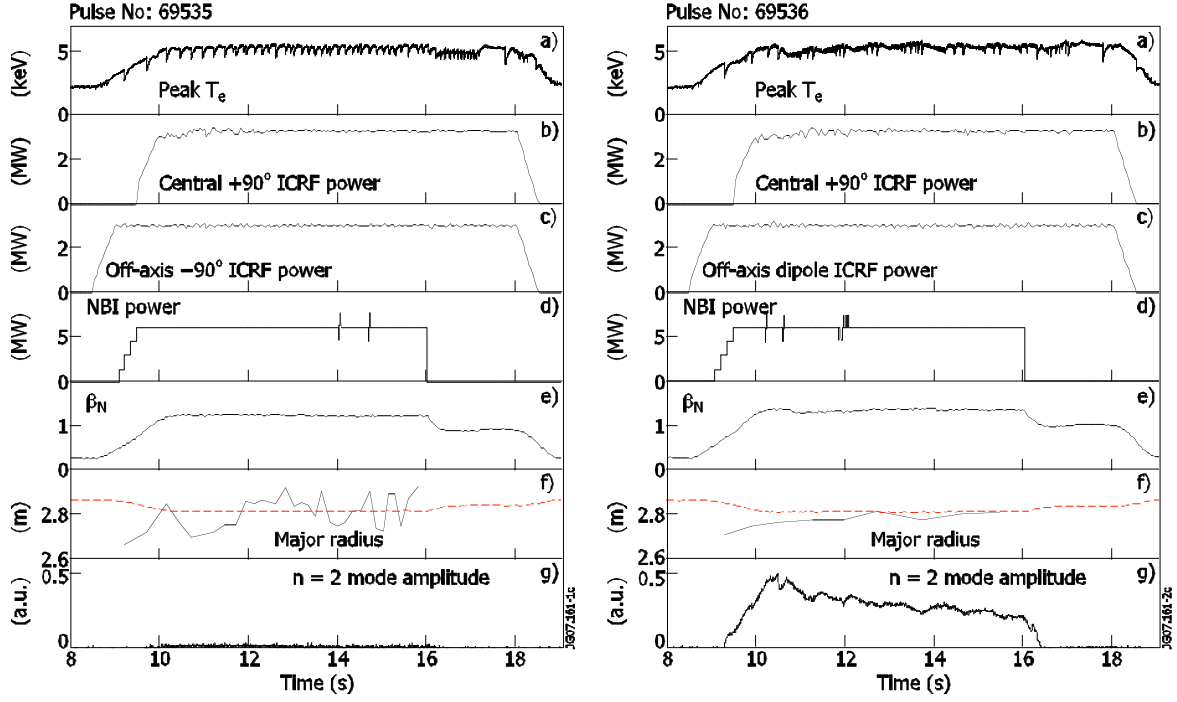 Pulse No: 69535
a)
(keV)
5
0
Peak Te
b)
(MW)
2
0
Central +90° ICRF power
c)
(MW)
2
0
Off-axis –90° ICRF power
d)
NBI power
(MW)
5
0
e)
βN
1
0
f)
(m)
2.8
2.6
Major radius
g)
n = 2 mode amplitude
(a.u.)
0.5
0
8 10 12 14 16 18
Time (s)
JG07.161-1c
Pulse No: 69536
a)
(keV)
5
0
Peak Te
b)
(MW)
2
0
Central +90° ICRF power
c)
(MW)
2
0
Off-axis dipole ICRF power
d)
NBI power
(MW)
5
0
e)
βN
1
0
f)
(m)
2.8
2.6
Major radius
g)
n = 2 mode amplitude
(a.u.)
0.5
0
8 10 12 14 16 18
Time (s)
JG07.161-2c